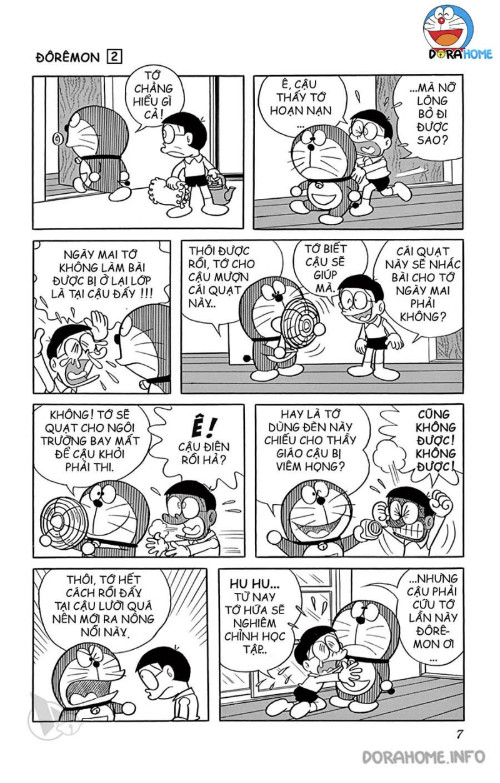 DORAHOME
ĐÔRÊMON 2
TỚ
CHẲNG
HIỂU GÌ
CẢ!
Ê, CẬU
THẤY TỚ
HOẠN NẠN
...
...MÀ NỠ
LÒNG
BỎ ĐI
ĐƯỢC
SAO?
NGÀY MAI TỚ
KHÔNG LÀM BÀI
ĐƯỢC BỊ Ở LẠI LỚP
LÀ TẠI CẬU ĐẤY !!!
THÔI ĐƯỢC
RỒI, TỚ CHO
CẬU MƯỢN
CÁI QUẠT
NÀY...
TỚ BIẾT
CẬU SẼ
GIÚP
MÀ.
CÁI QUẠT
NÀY SẼ NHẮC
BÀI CHO TỚ
NGÀY MAI
PHẢI
KHÔNG?
KHÔNG! TỚ SẼ
QUẠT CHO NGÔI
TRƯỜNG BAY MẤT
ĐỂ CẬU KHỎI
PHẢI THI.
Ê!
CẬU ĐIÊN
RỒI HẢ?
HAY LÀ TỚ
DÙNG ĐÈN NÀY
CHIẾU CHO THẦY
GIÁO CẬU BỊ
VIÊM HỌNG?
CŨNG
KHÔNG
ĐƯỢC!
KHÔNG
ĐƯỢC!
THÔI, TỚ HẾT
CÁCH RỒI ĐẤY.
TẠI CẬU LƯỜI QUÁ
NÊN MỚI RA NÔNG
NỖI NÀY.
HU HU...
TỪ NAY
TỚ HỨA SẼ
NGHIÊM
CHỈNH HỌC
TẬP...
...NHƯNG
CẬU PHẢI
CỨU TỚ
LẦN NÀY
ĐÔRÊ-
MON ƠI
...
7
DORAHOME.INFO